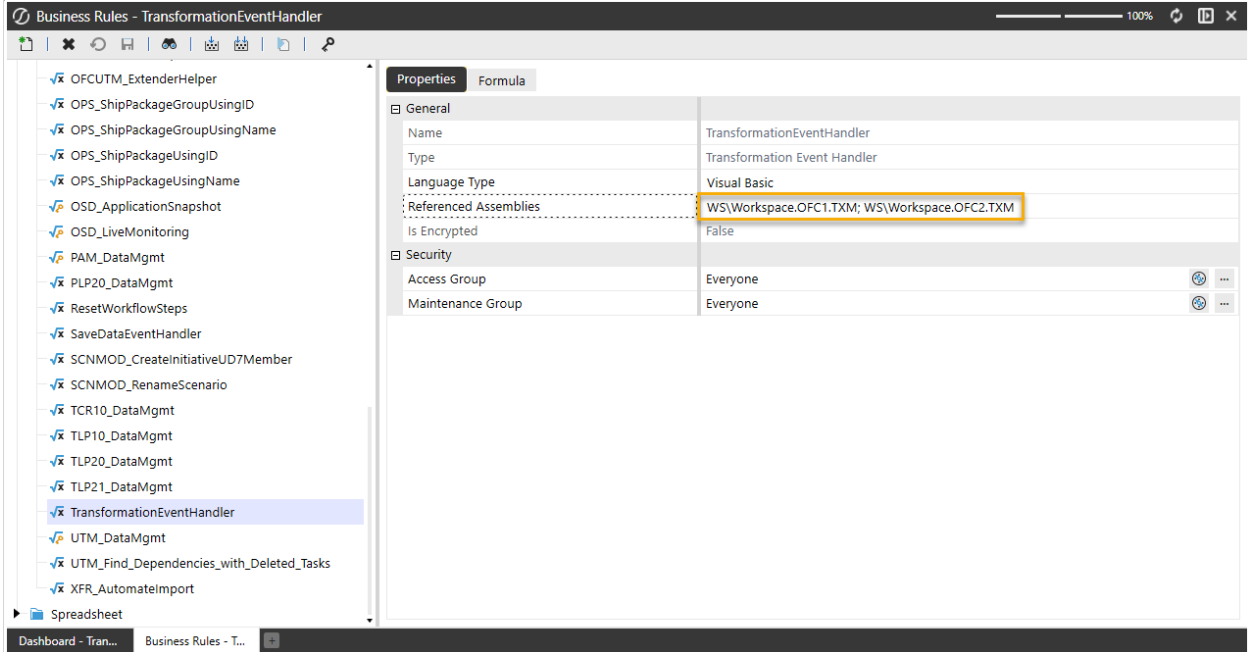 Business Rules - TransformationEventHandler
100%
OFCUTM_ExtenderHelper
OPS_ShipPackageGroupUsingID
OPS_ShipPackageGroupUsingName
OPS_ShipPackageUsingID
OPS_ShipPackageUsingName
OSD_ApplicationSnapshot
OSD_LiveMonitoring
PAM_DataMgmt
PLP20_DataMgmt
ResetWorkflowSteps
SaveDataEventHandler
SCNMOD_CreateInitiativeUD7Member
SCNMOD_RenameScenario
TCR10_DataMgmt
TLP10_DataMgmt
TLP20_DataMgmt
TLP21_DataMgmt
TransformationEventHandler
UTM_DataMgmt
UTM_Find_Dependencies_with_Deleted_Tasks
XFR_AutomateImport
Spreadsheet
Properties Formula
General
Name TransformationEventHandler
Type Transformation Event Handler
Language Type Visual Basic
Referenced Assemblies WS\Workspace.OFC1.TXM; WS\Workspace.OFC2.TXM
Is Encrypted False
Security
Access Group Everyone ...
Maintenance Group Everyone ...
Dashboard - Tran... Business Rules - T... +